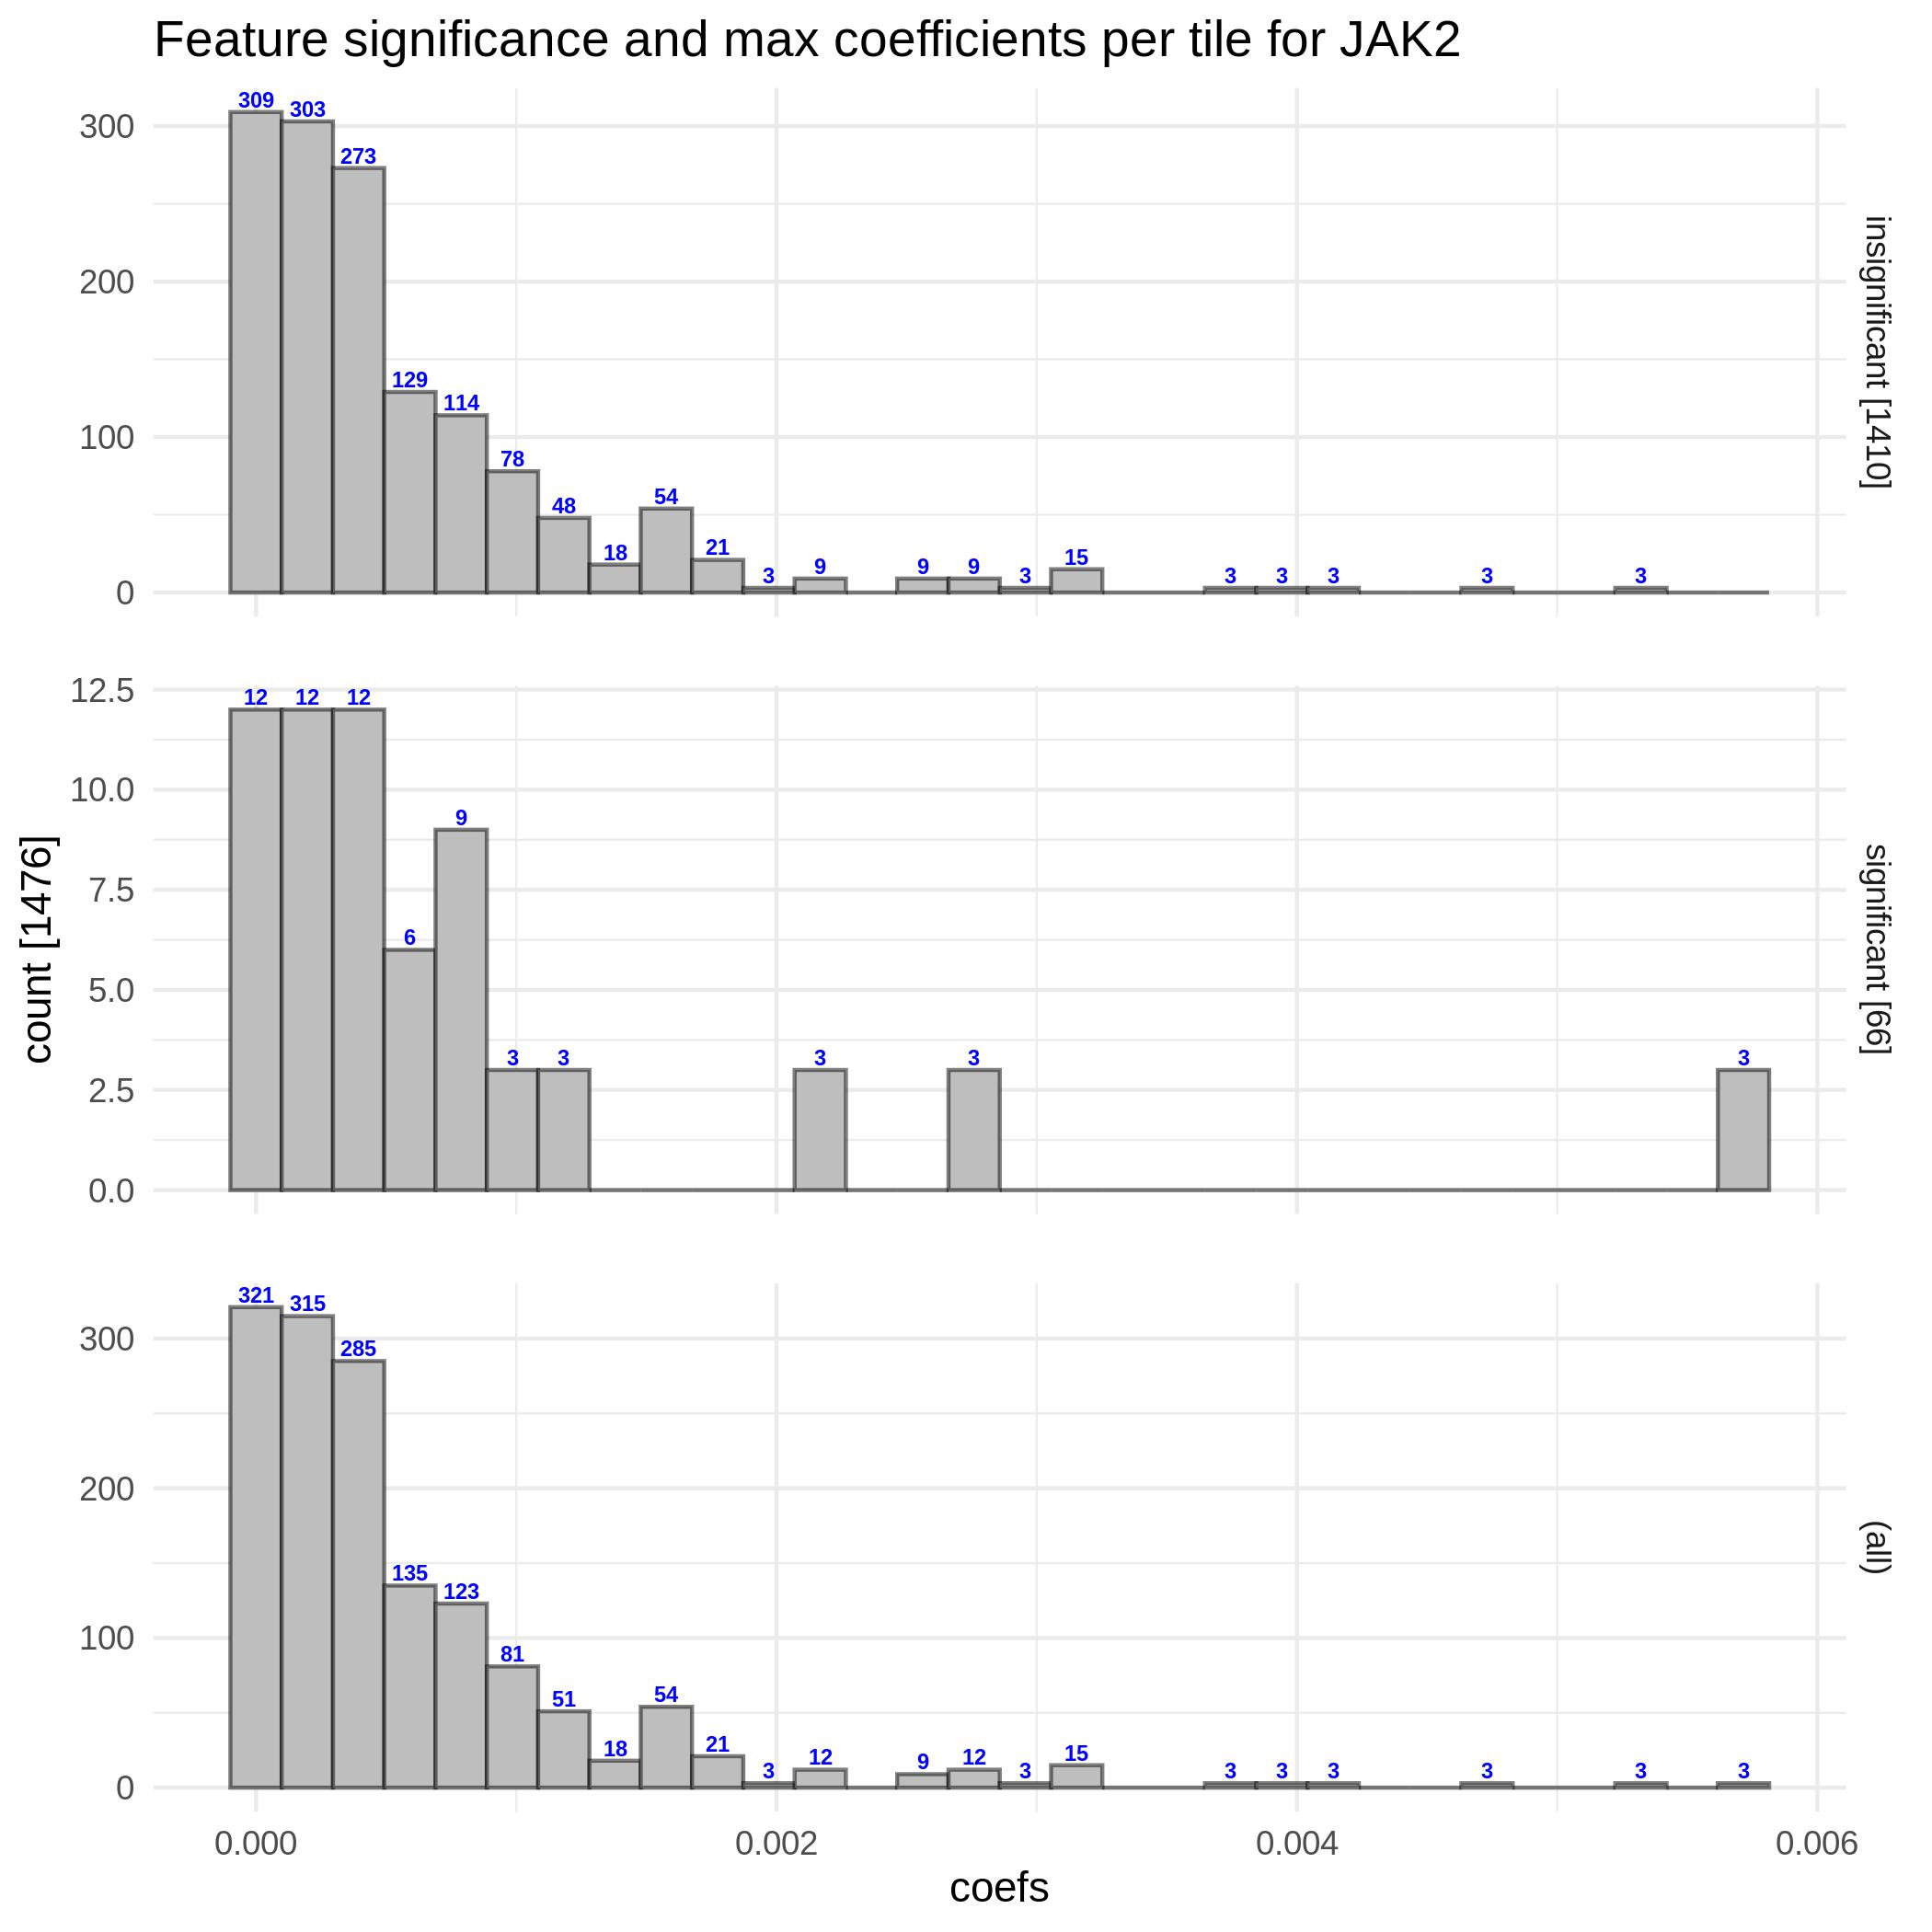 Feature significance and max coefficients per tile for JAK2
309 303 273 129 114 78 48 18 54 21 3 9 9 9 3 15 3 3 3 3 3
300
200
100
0
insignificant [1410]
12 12 12 6 9 3 3 3 3 3
12.5
10.0
7.5
5.0
2.5
0.0
significant [66]
count [1476]
321 315 285 135 123 81 51 18 54 21 3 12 9 12 3 15 3 3 3 3 3 3
300
200
100
0
(all)
0.000 0.002 0.004 0.006
coefs